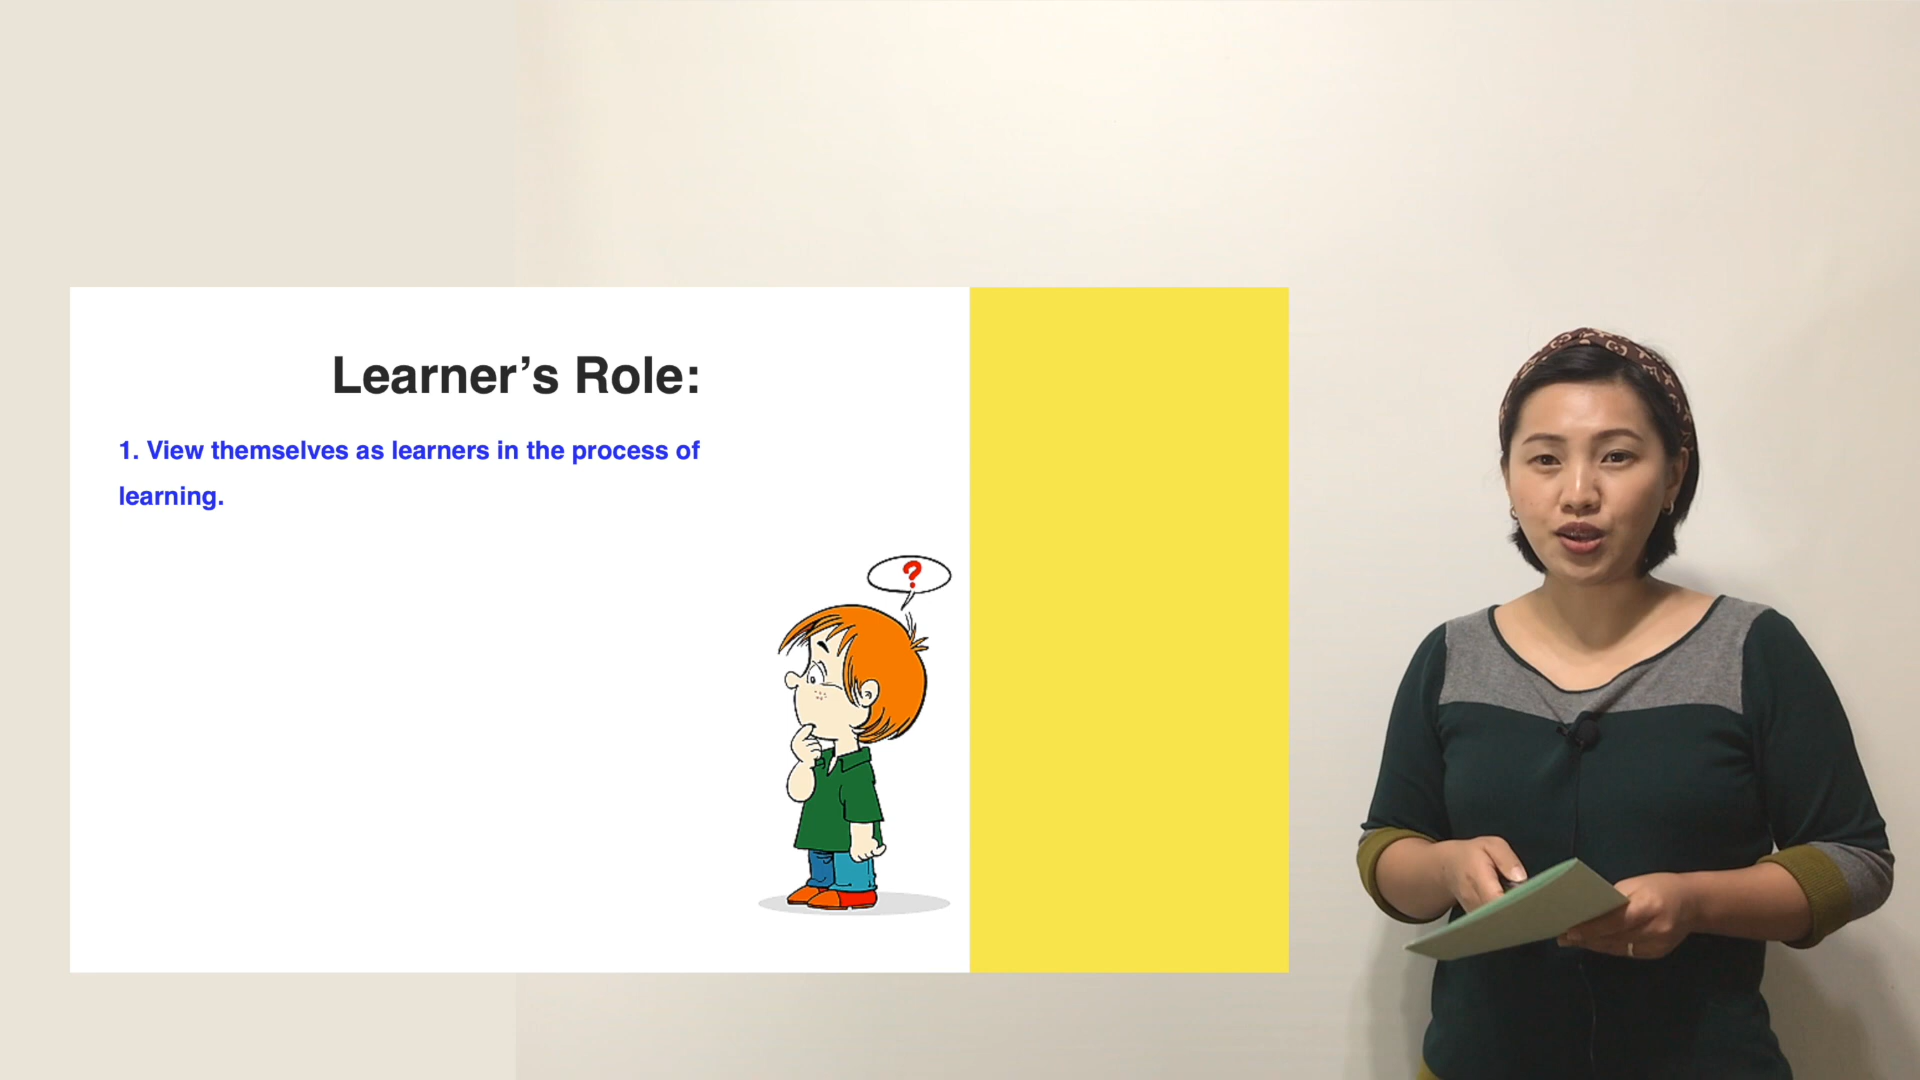 Learner’s Role:
1. View themselves as learners in the process of
learning.
?